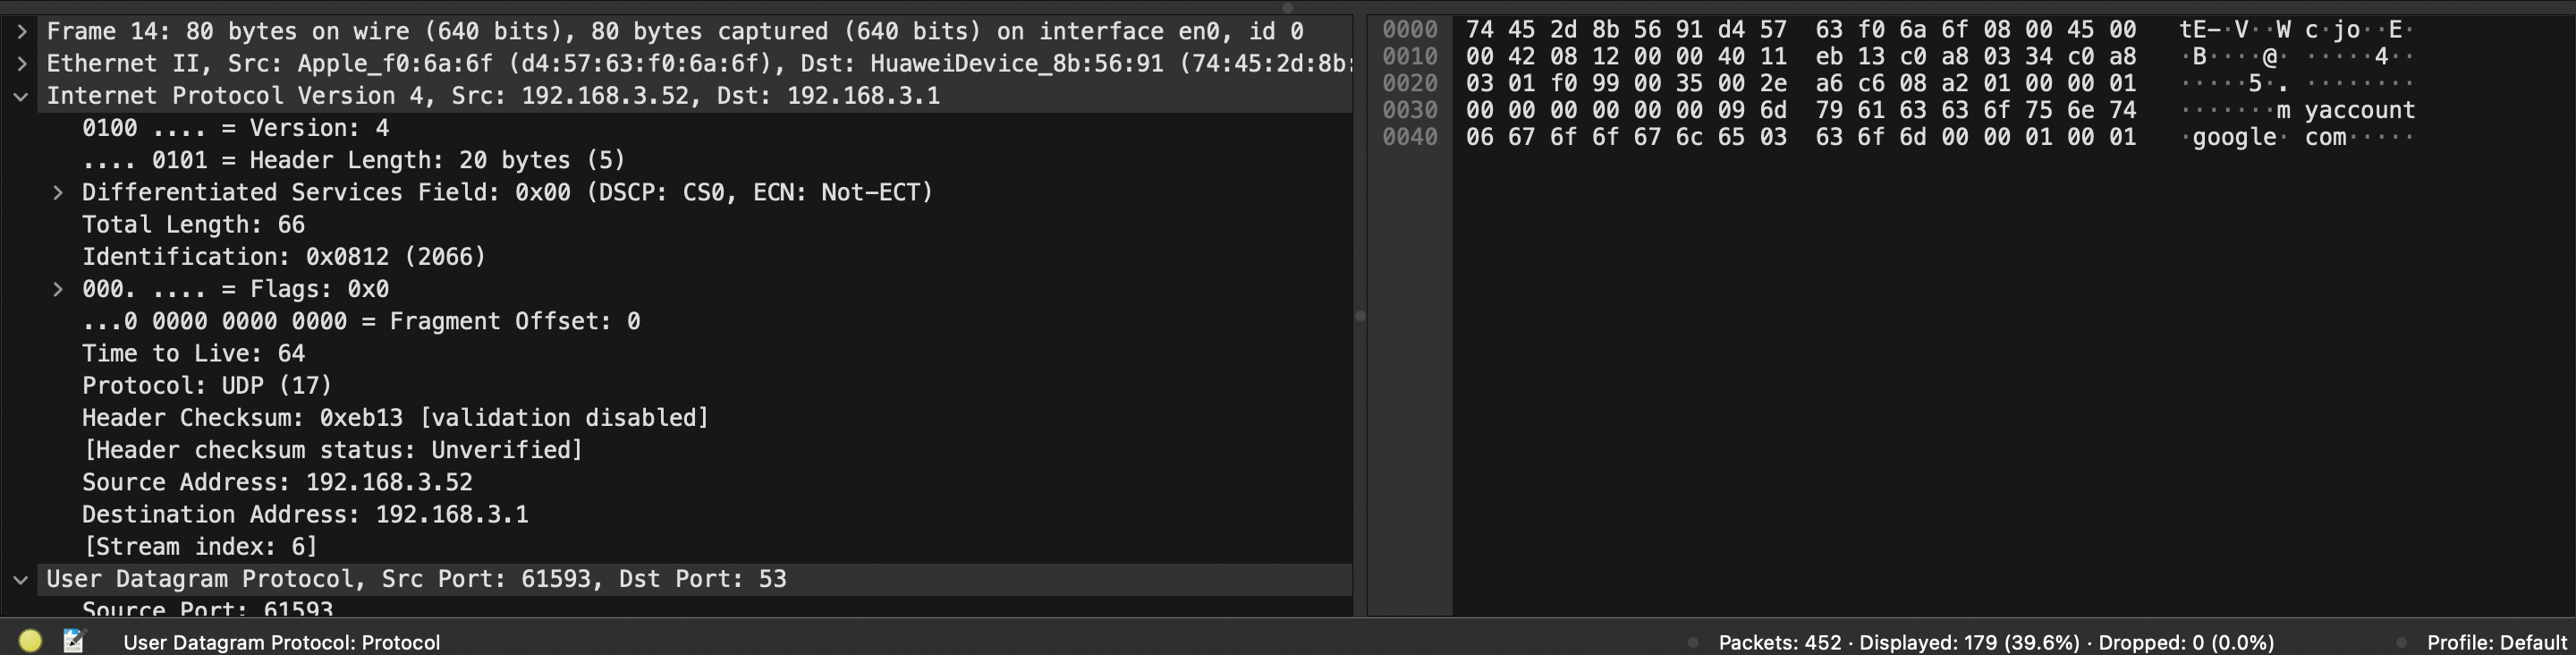 Frame 14: 80 bytes on wire (640 bits), 80 bytes captured (640 bits) on interface en0, id 0
Ethernet II, Src: Apple_f0:6a:6f (d4:57:63:f0:6a:6f), Dst: HuaweiDevice_8b:56:91 (74:45:2d:8b:
Internet Protocol Version 4, Src: 192.168.3.52, Dst: 192.168.3.1
0100 .... = Version: 4
.... 0101 = Header Length: 20 bytes (5)
Differentiated Services Field: 0x00 (DSCP: CS0, ECN: Not-ECT)
Total Length: 66
Identification: 0x0812 (2066)
000. .... = Flags: 0x0
...0 0000 0000 0000 = Fragment Offset: 0
Time to Live: 64
Protocol: UDP (17)
Header Checksum: 0xeb13 [validation disabled]
[Header checksum status: Unverified]
Source Address: 192.168.3.52
Destination Address: 192.168.3.1
[Stream index: 6]
User Datagram Protocol, Src Port: 61593, Dst Port: 53
Source Port: 61593
0000 74 45 2d 8b 56 91 d4 57 63 f0 6a 6f 08 00 45 00 tE-·V··W c·jo··E·
0010 00 42 08 12 00 00 40 11 eb 13 c0 a8 03 34 c0 a8 ·B····@· ·····4··
0020 03 01 f0 99 00 35 00 2e a6 c6 08 a2 01 00 00 01 ·····5·. ········
0030 00 00 00 00 00 00 09 6d 79 61 63 63 6f 75 6e 74 ·······m yaccount
0040 06 67 6f 6f 67 6c 65 03 63 6f 6d 00 00 01 00 01 ·google· com·····
User Datagram Protocol: Protocol
Packets: 452 · Displayed: 179 (39.6%) · Dropped: 0 (0.0%)
Profile: Default